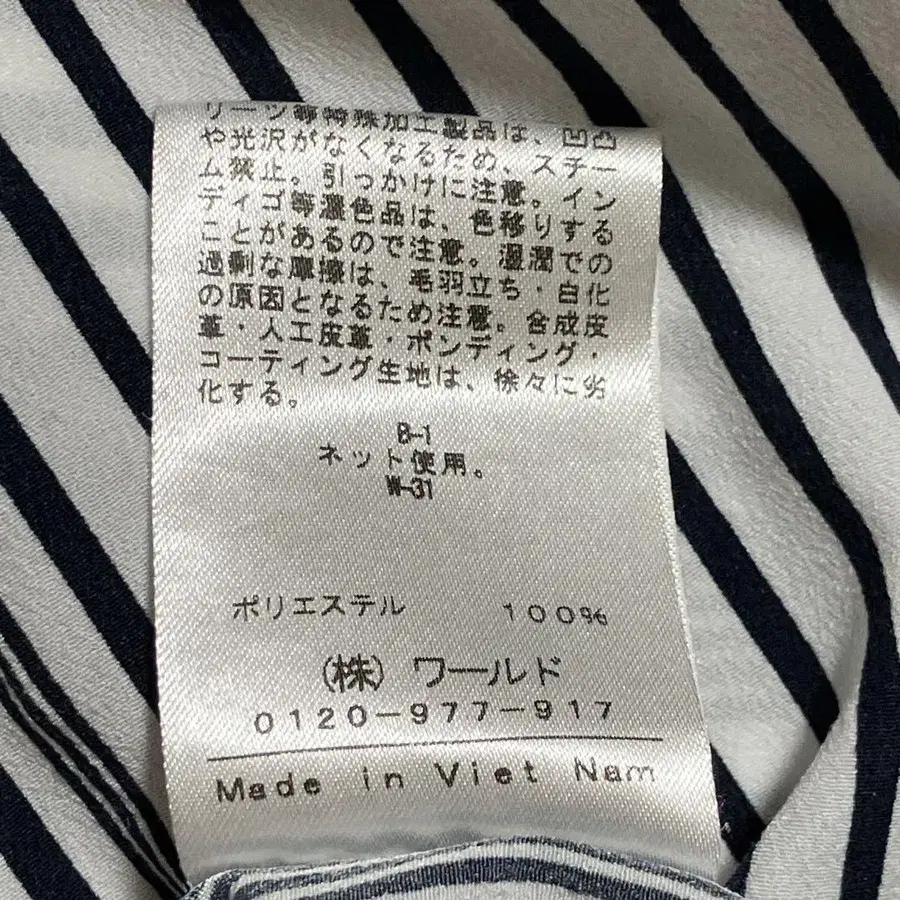 リーツ等特殊加工製品は、凹凸
や光沢がなくなるため、スチー
ム禁止。引っかけに注意。イン
ディゴ等濃色品は、色移りする
ことがあるので注意。湿潤での
過剰な摩擦は、毛羽立ち・白化
の原因となるため注意。合成皮
革・人工皮革・ボンディング・
コーティング生地は、徐々に劣
化する。
B-1
ネット使用。
W-31
ポリエステル 100%
(株) ワールド
0120-977-917
Made in Viet Nam